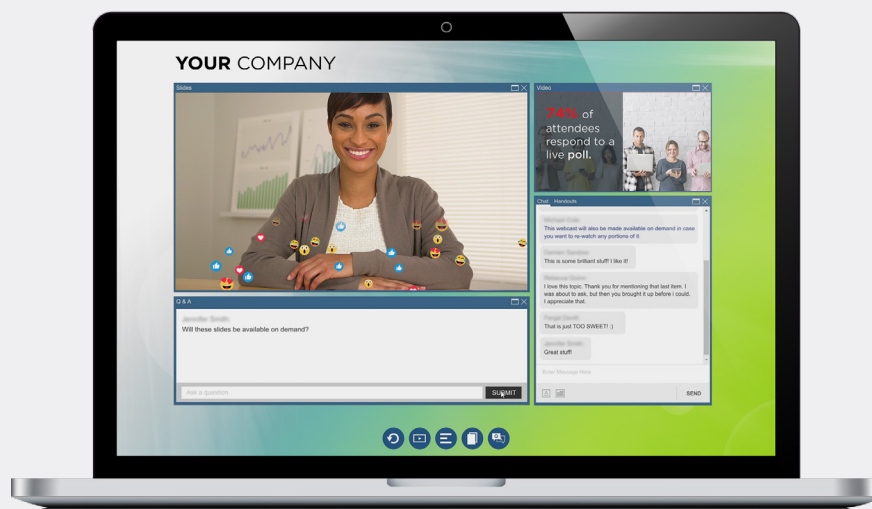 YOUR COMPANY
Slides
Video
74% of
attendees
respond to a
live poll.
Chat Handouts
This webcast will also be made available on demand in case
you want to re-watch any portions of it
This is some brilliant stuff! I like it!
I love this topic. Thank you for mentioning that last item. I
was about to ask, but then you brought it up before i could.
I appreciate that.
That is just TOO SWEET! :)
Great stuff!
Enter Message Here
SEND
Q & A
Jennifer Smith
Will these slides be available on demand?
Ask a question
SUBMIT